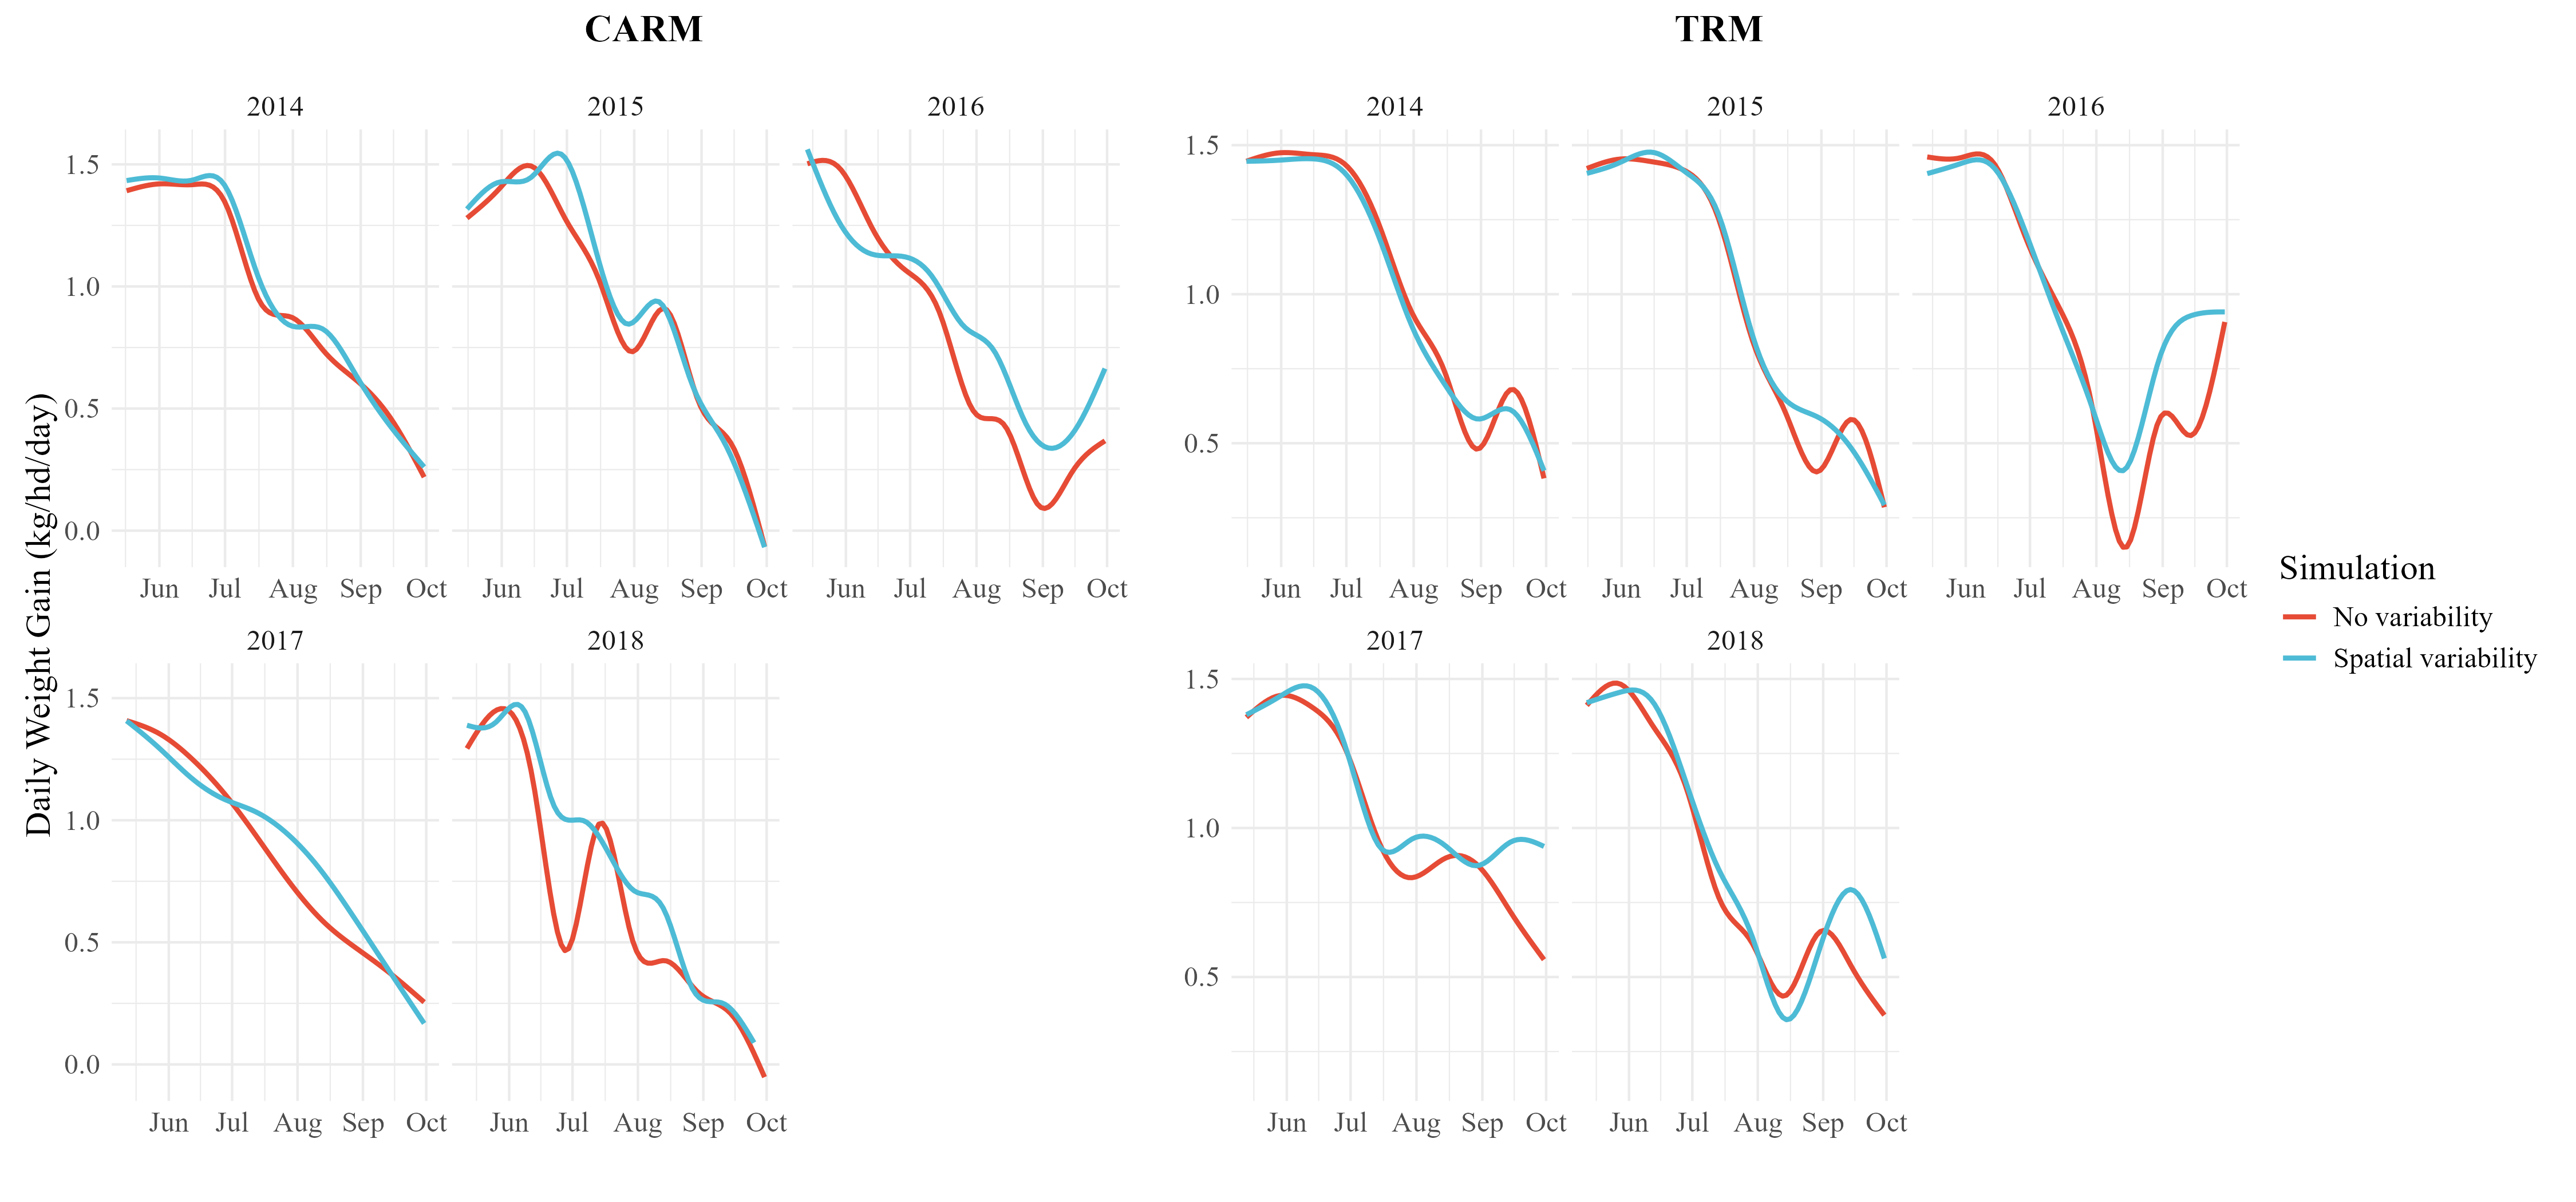 CARM
TRM
2014
2015
2016
2014
2015
2016
1.5
1.0
0.5
0.0
1.5
1.0
0.5
Jun Jul Aug Sep Oct
Jun Jul Aug Sep Oct
Jun Jul Aug Sep Oct
Jun Jul Aug Sep Oct
Jun Jul Aug Sep Oct
Jun Jul Aug Sep Oct
Daily Weight Gain (kg/hd/day)
Simulation
No variability
Spatial variability
2017
2018
2017
2018
1.5
1.0
0.5
0.0
1.5
1.0
0.5
Jun Jul Aug Sep Oct
Jun Jul Aug Sep Oct
Jun Jul Aug Sep Oct
Jun Jul Aug Sep Oct